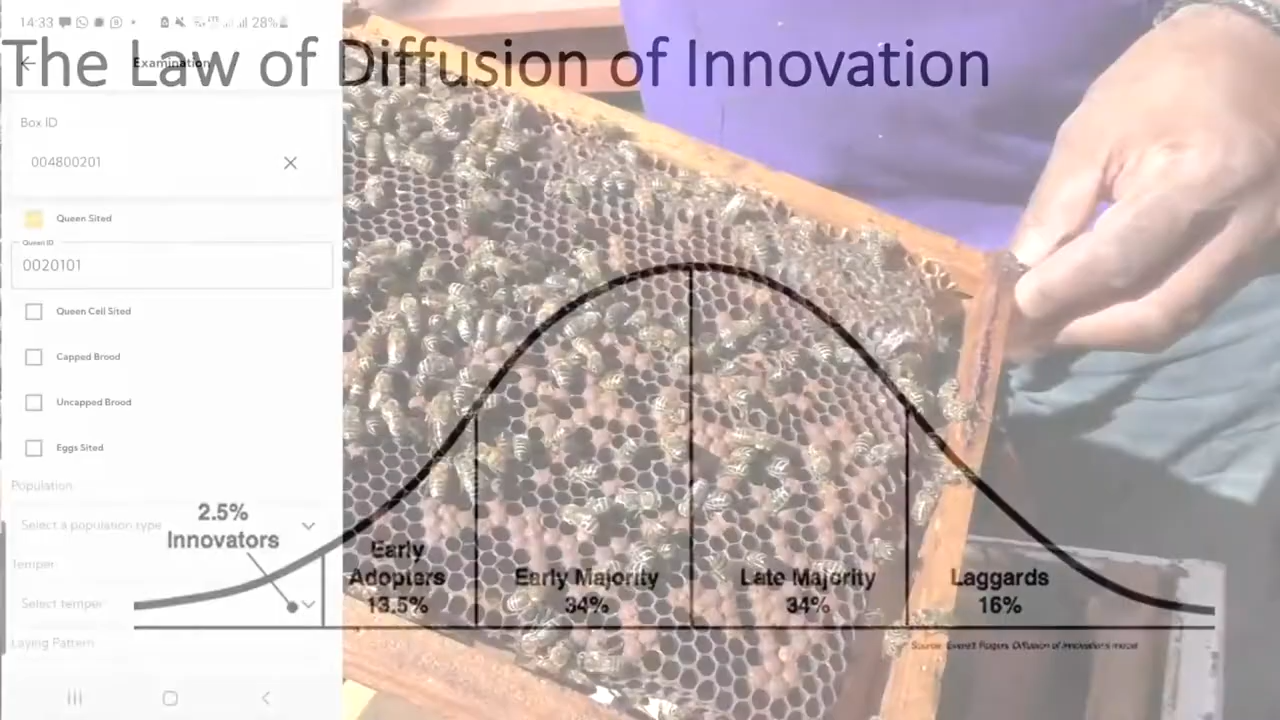 14:33
28%
The Law of Diffusion of Innovation
Examination
Box ID
004800201
Queen Sited
Queen ID
0020101
Queen Cell Sited
Capped Brood
Uncapped Brood
Eggs Sited
Population
Select a population type
Temper
Select temper
Laying Pattern
2.5%
Innovators
Early
Adopters
13.5%
Early Majority
34%
Late Majority
34%
Laggards
16%
Source: Everett Rogers Diffusion of Innovations model